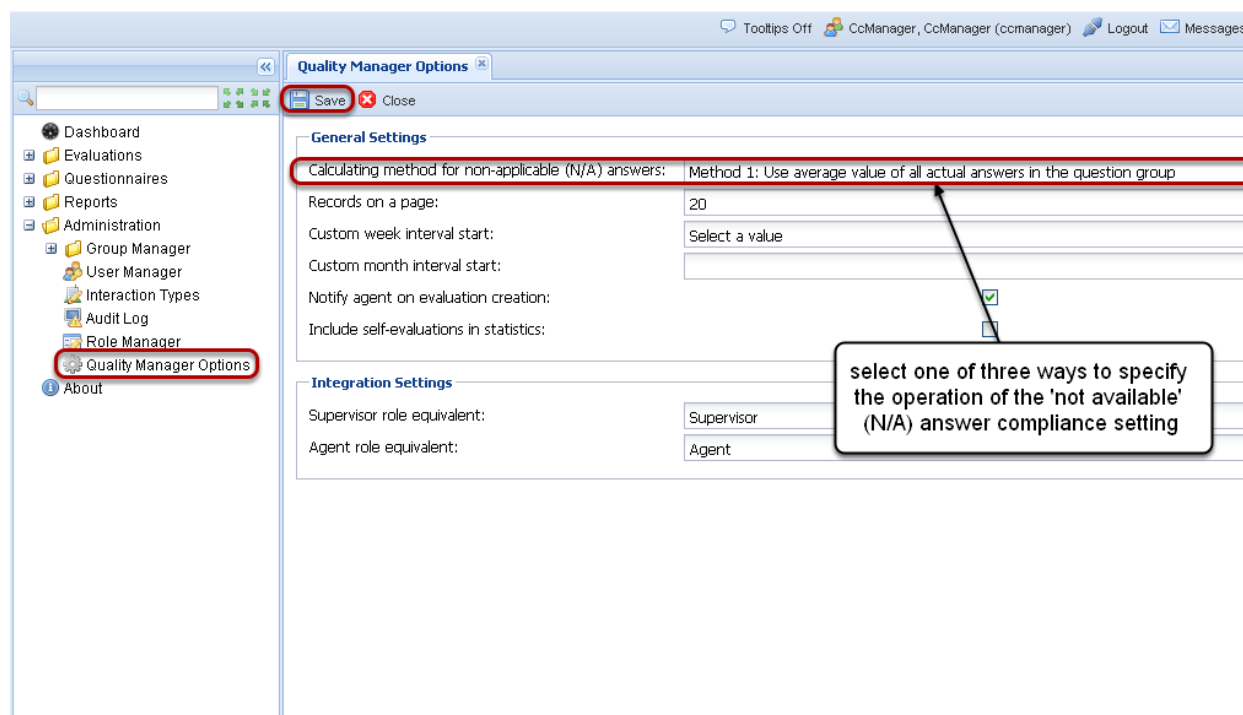 Tooltips Off CcManager, CcManager (ccmanager) Logout Messages
Quality Manager Options
Save Close
Dashboard
Evaluations
Questionnaires
Reports
Administration
Group Manager
User Manager
Interaction Types
Audit Log
Role Manager
Quality Manager Options
About
General Settings
Calculating method for non-applicable (N/A) answers: Method 1: Use average value of all actual answers in the question group
Records on a page: 20
Custom week interval start: Select a value
Custom month interval start:
Notify agent on evaluation creation:
Include self-evaluations in statistics:
Integration Settings
Supervisor role equivalent: Supervisor
Agent role equivalent: Agent
select one of three ways to specify
the operation of the 'not available'
(N/A) answer compliance setting